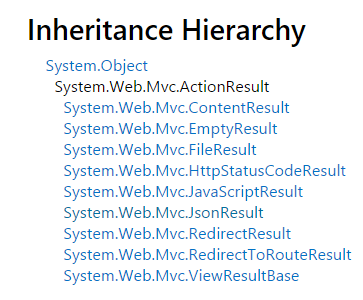 Inheritance Hierarchy
System.Object
System.Web.Mvc.ActionResult
System.Web.Mvc.ContentResult
System.Web.Mvc.EmptyResult
System.Web.Mvc.FileResult
System.Web.Mvc.HttpStatusCodeResult
System.Web.Mvc.JavaScriptResult
System.Web.Mvc.JsonResult
System.Web.Mvc.RedirectResult
System.Web.Mvc.RedirectToRouteResult
System.Web.Mvc.ViewResultBase